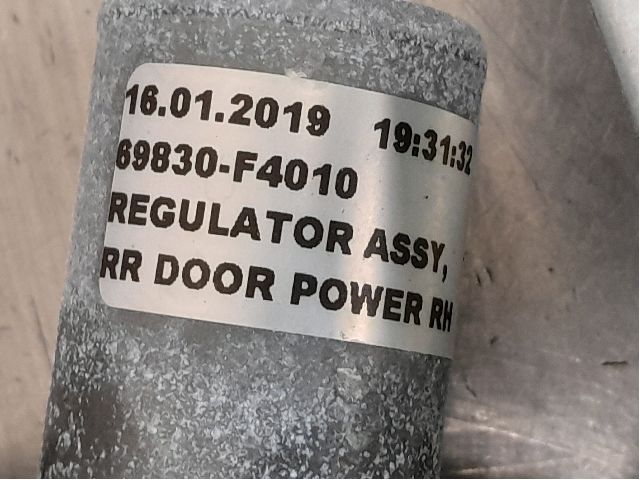 16.01.2019 19:31:32
69830-F4010
REGULATOR ASSY,
RR DOOR POWER RH